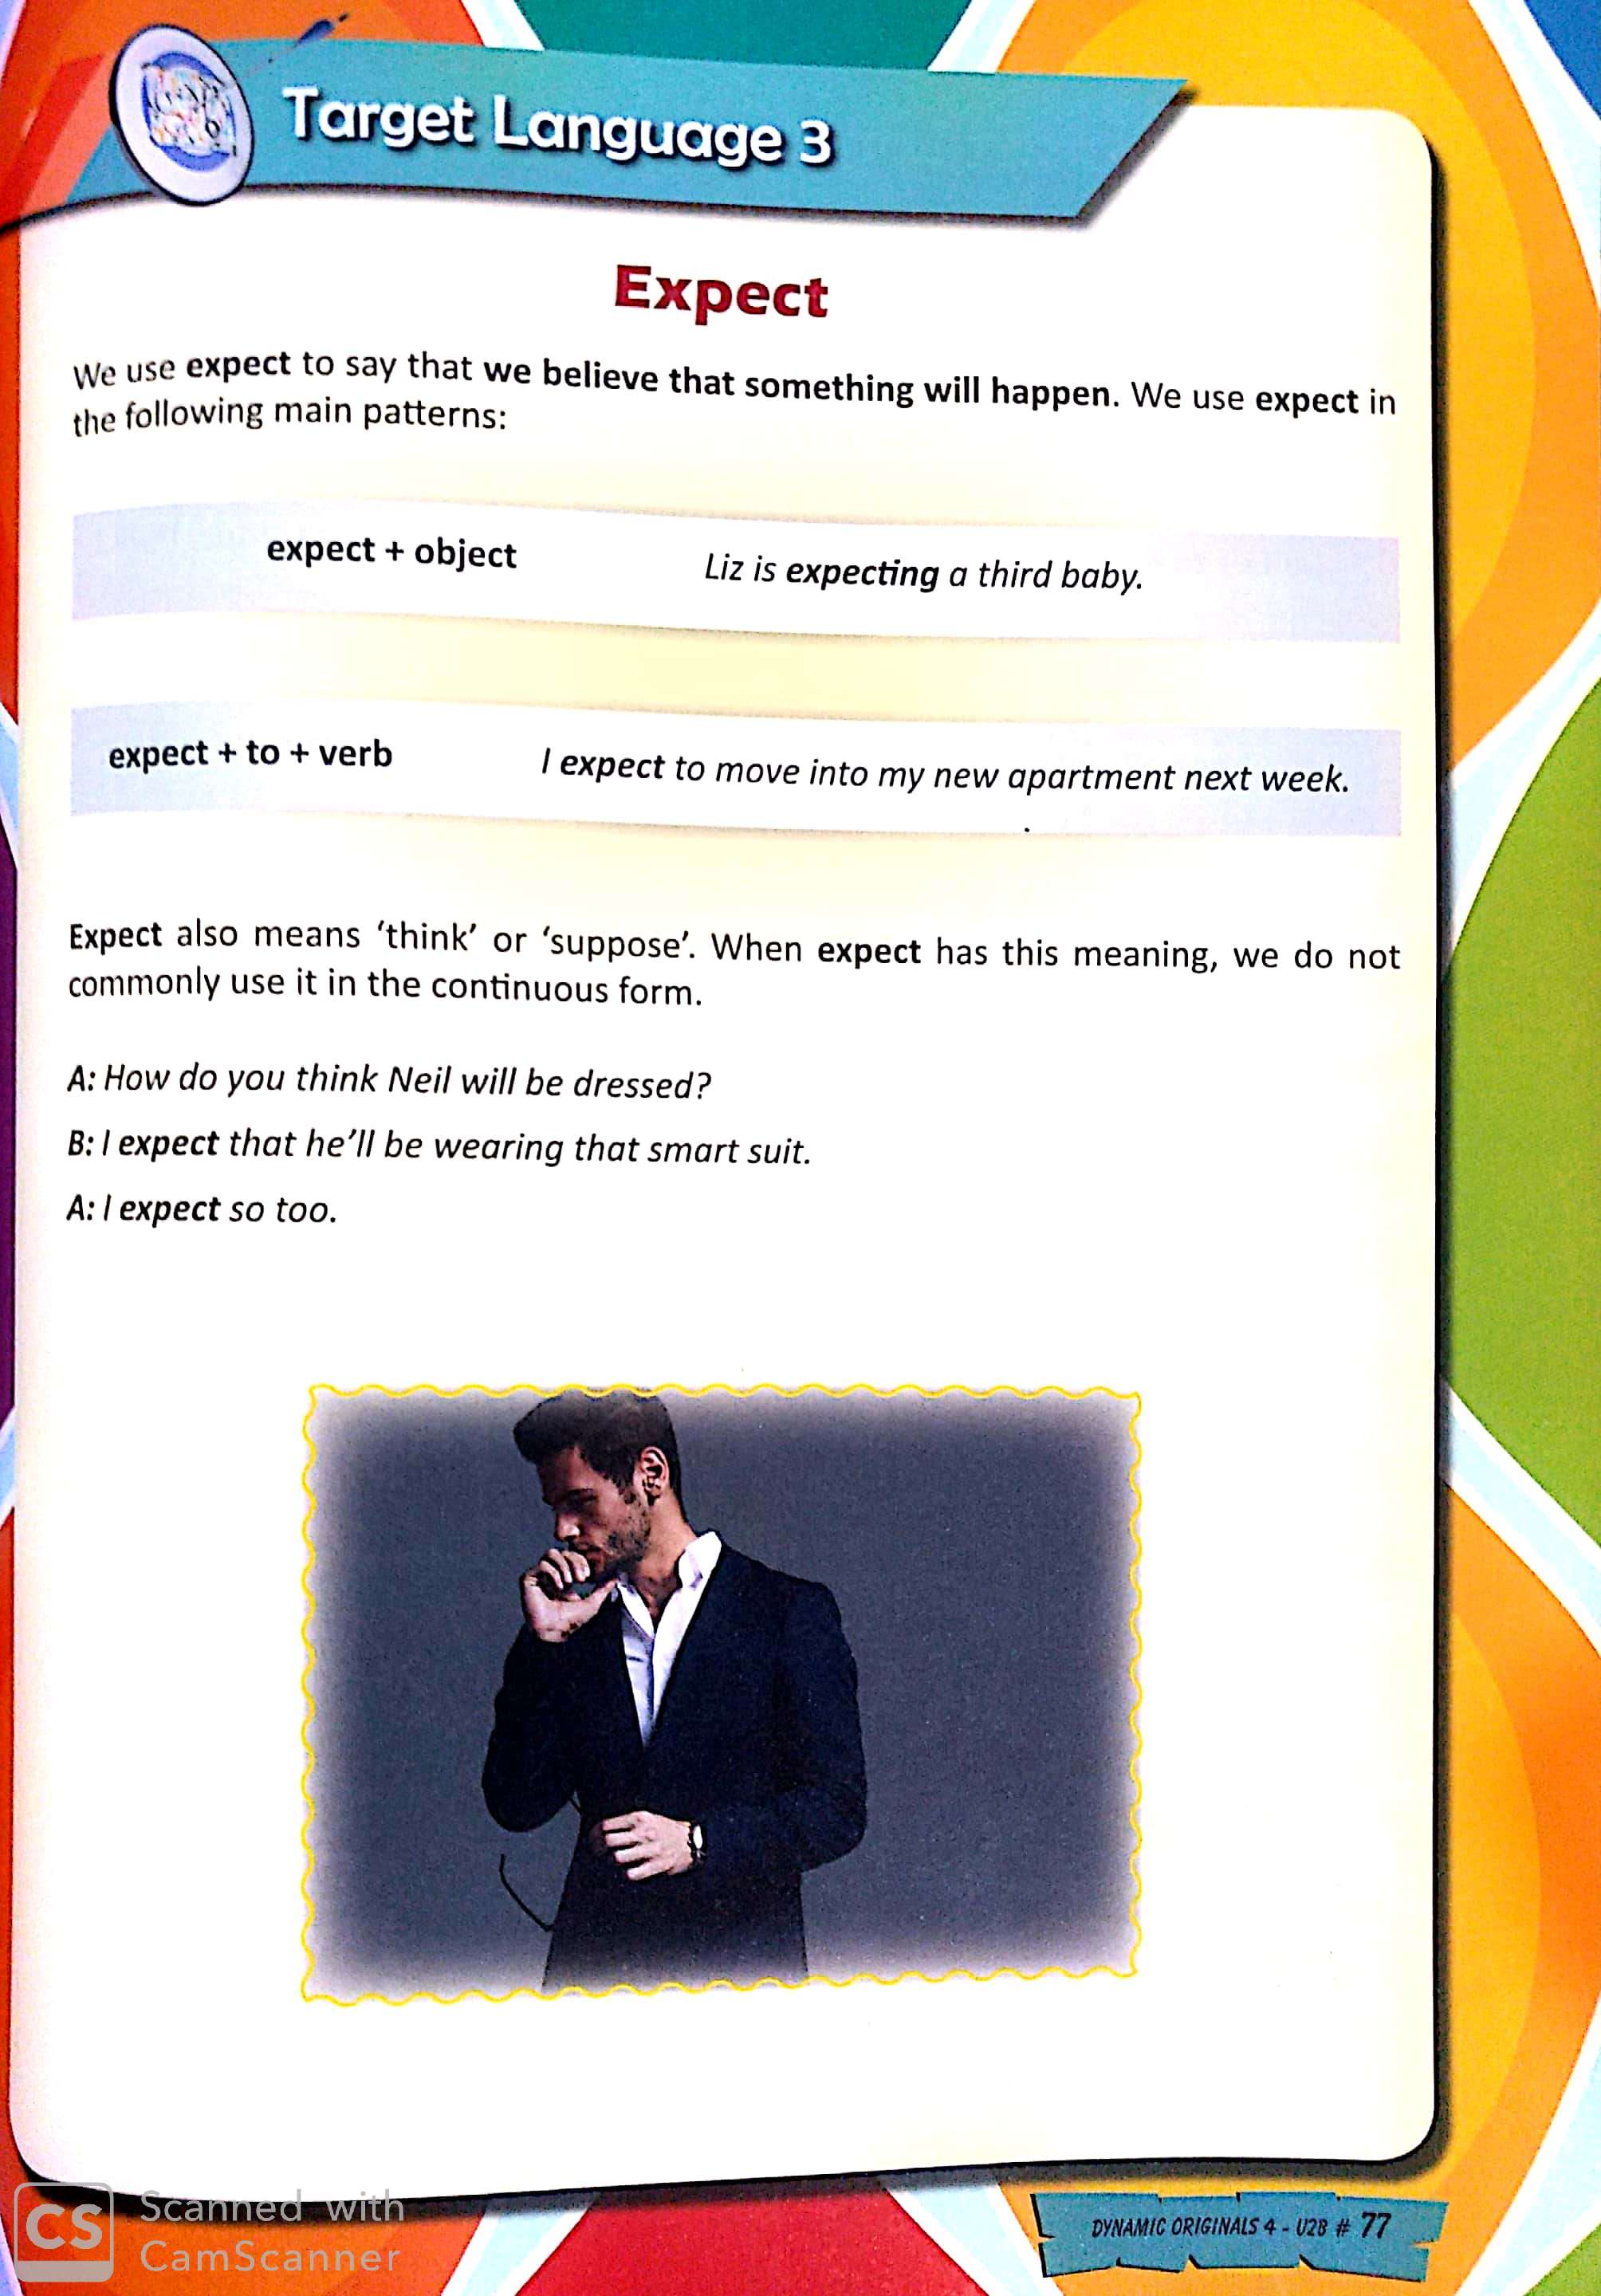 Target Language 3
Expect
We use expect to say that we believe that something will happen. We use expect in
the following main patterns:
expect + object Liz is expecting a third baby.
expect + to + verb I expect to move into my new apartment next week.
Expect also means ‘think’ or ‘suppose’. When expect has this meaning, we do not
commonly use it in the continuous form.
A: How do you think Neil will be dressed?
B: I expect that he’ll be wearing that smart suit.
A: I expect so too.
DYNAMIC ORIGINALS 4 - U2B # 77
CS Scanned with
CamScanner